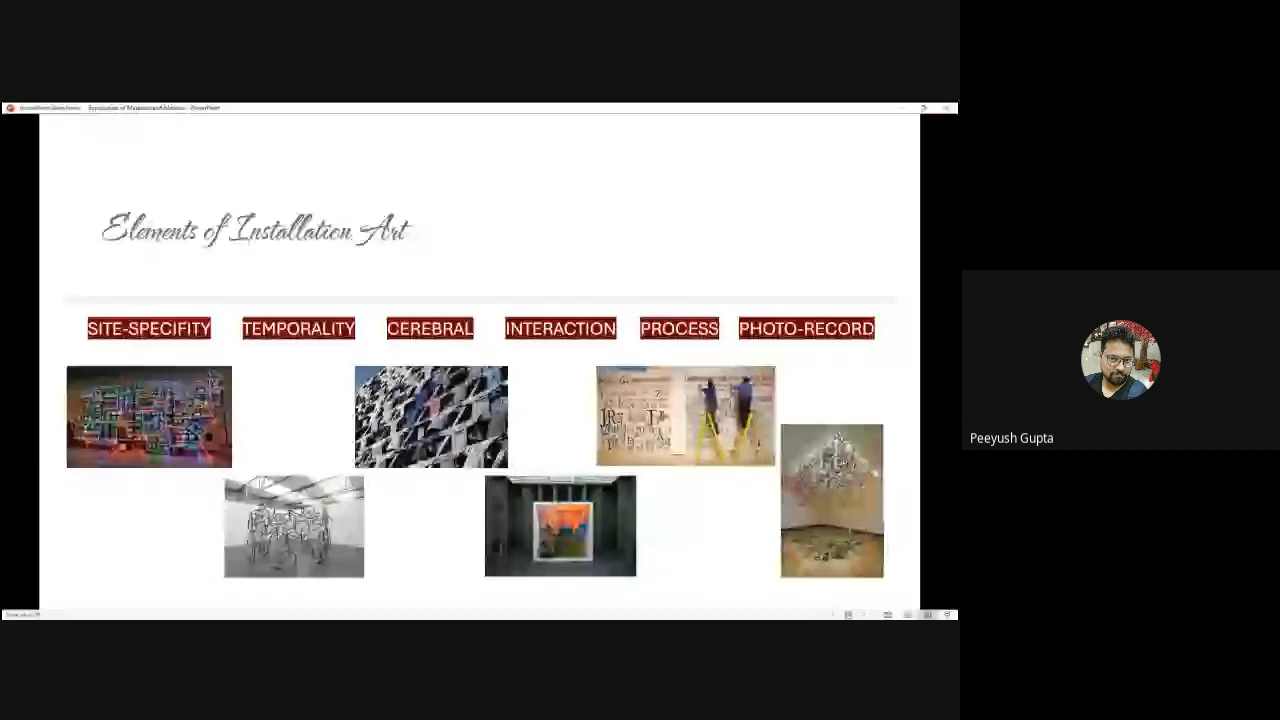 Elements of Installation Art
SITE-SPECIFITY TEMPORALITY CEREBRAL INTERACTION PROCESS PHOTO-RECORD
Peeyush Gupta